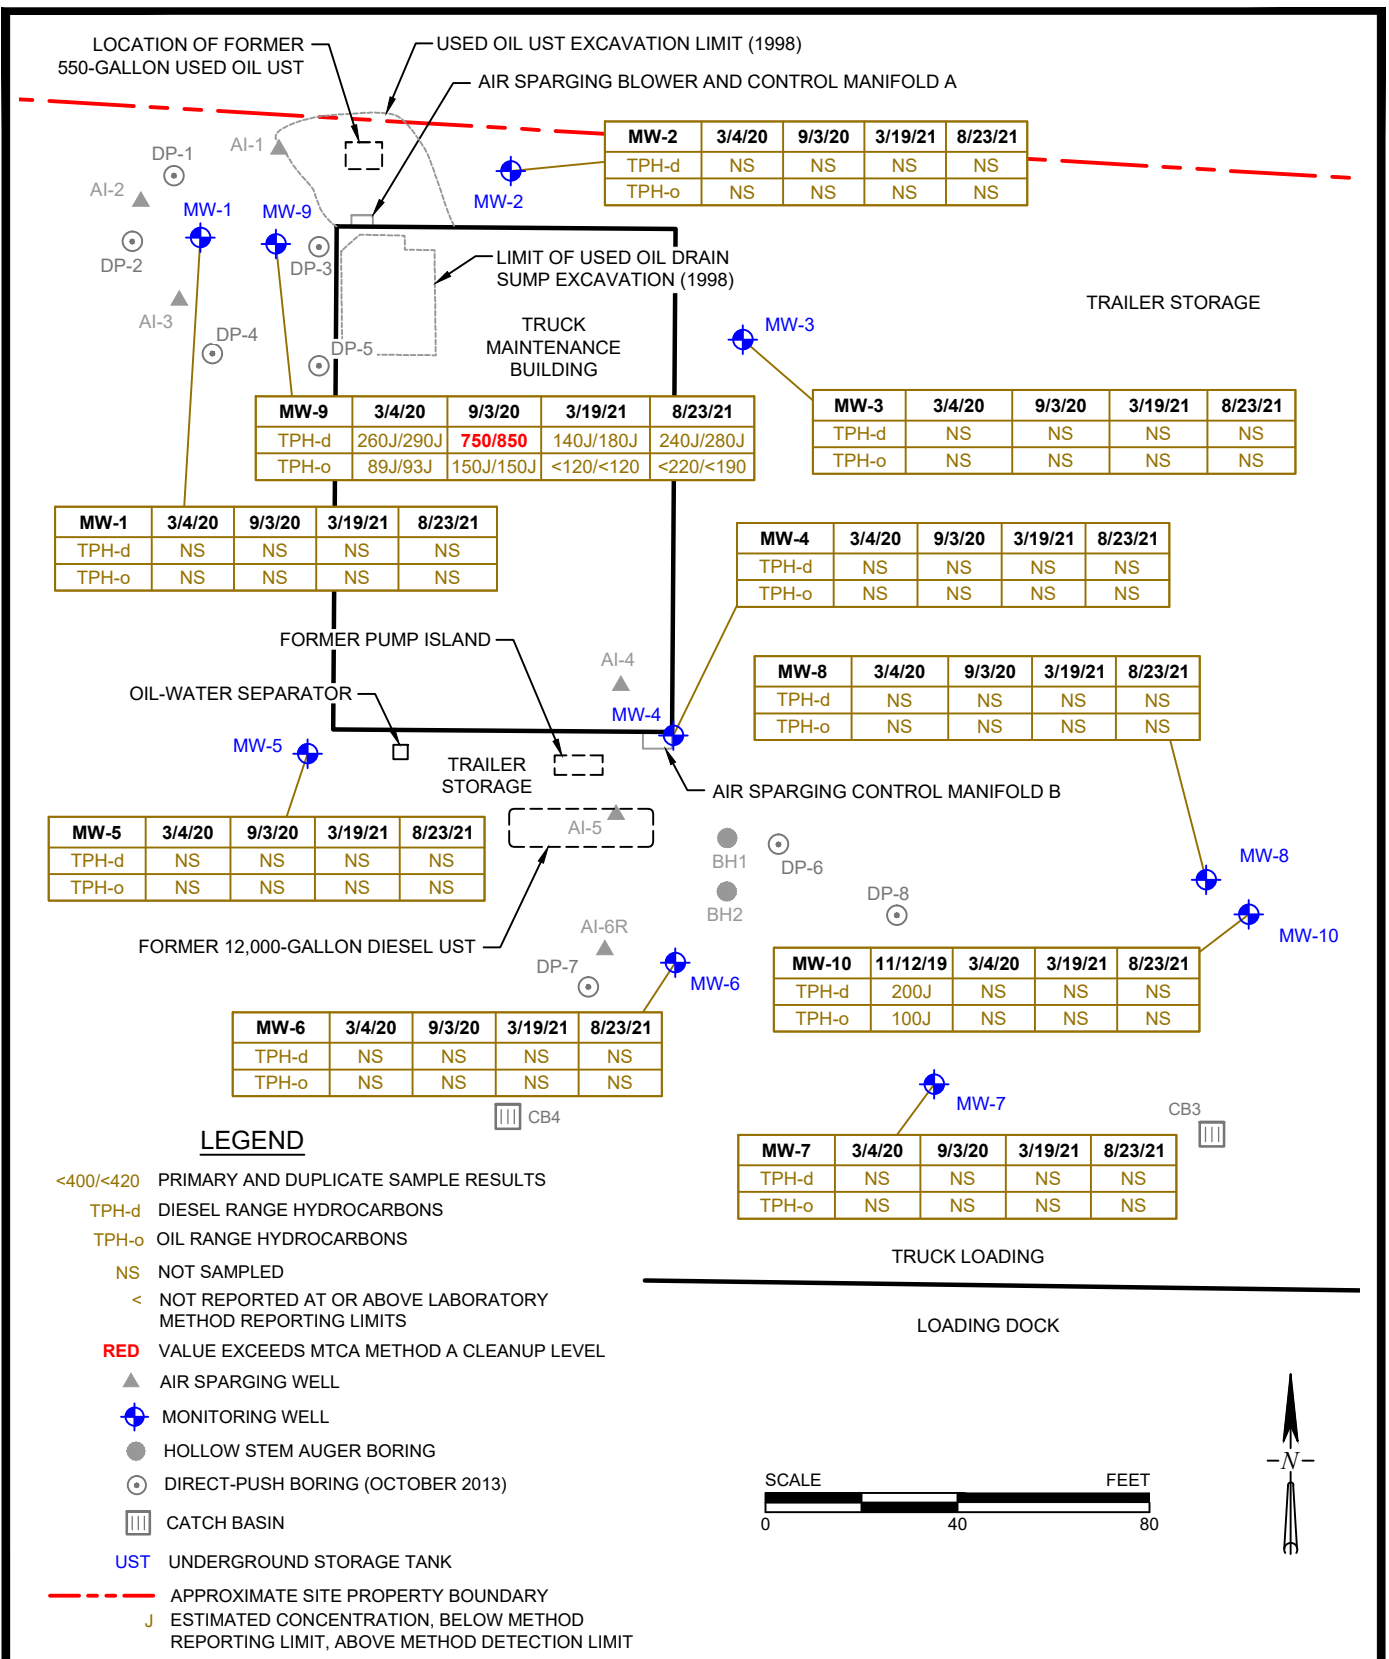 LOCATION OF FORMER
550-GALLON USED OIL UST
USED OIL UST EXCAVATION LIMIT (1998)
AIR SPARGING BLOWER AND CONTROL MANIFOLD A
MW-2 3/4/20 9/3/20 3/19/21 8/23/21
TPH-d NS NS NS NS
TPH-o NS NS NS NS
AI-1
DP-1
AI-2
MW-1
MW-9
MW-2
DP-2
DP-3
LIMIT OF USED OIL DRAIN
SUMP EXCAVATION (1998)
TRAILER STORAGE
AI-3
DP-4
DP-5
TRUCK
MAINTENANCE
BUILDING
MW-3
MW-9 3/4/20 9/3/20 3/19/21 8/23/21
TPH-d 260J/290J 750/850 140J/180J 240J/280J
TPH-o 89J/93J 150J/150J <120/<120 <220/<190
MW-3 3/4/20 9/3/20 3/19/21 8/23/21
TPH-d NS NS NS NS
TPH-o NS NS NS NS
MW-1 3/4/20 9/3/20 3/19/21 8/23/21
TPH-d NS NS NS NS
TPH-o NS NS NS NS
MW-4 3/4/20 9/3/20 3/19/21 8/23/21
TPH-d NS NS NS NS
TPH-o NS NS NS NS
FORMER PUMP ISLAND
AI-4
OIL-WATER SEPARATOR
MW-4
MW-8 3/4/20 9/3/20 3/19/21 8/23/21
TPH-d NS NS NS NS
TPH-o NS NS NS NS
MW-5
TRAILER
STORAGE
AIR SPARGING CONTROL MANIFOLD B
MW-5 3/4/20 9/3/20 3/19/21 8/23/21
TPH-d NS NS NS NS
TPH-o NS NS NS NS
AI-5
BH1
DP-6
MW-8
BH2
DP-8
FORMER 12,000-GALLON DIESEL UST
AI-6R
MW-10
DP-7
MW-6
MW-10 11/12/19 3/4/20 3/19/21 8/23/21
TPH-d 200J NS NS NS
TPH-o 100J NS NS NS
MW-6 3/4/20 9/3/20 3/19/21 8/23/21
TPH-d NS NS NS NS
TPH-o NS NS NS NS
CB4
MW-7
CB3
MW-7 3/4/20 9/3/20 3/19/21 8/23/21
TPH-d NS NS NS NS
TPH-o NS NS NS NS
TRUCK LOADING
LOADING DOCK
LEGEND
<400/<420 PRIMARY AND DUPLICATE SAMPLE RESULTS
TPH-d DIESEL RANGE HYDROCARBONS
TPH-o OIL RANGE HYDROCARBONS
NS NOT SAMPLED
< NOT REPORTED AT OR ABOVE LABORATORY
METHOD REPORTING LIMITS
RED VALUE EXCEEDS MTCA METHOD A CLEANUP LEVEL
AIR SPARGING WELL
MONITORING WELL
HOLLOW STEM AUGER BORING
DIRECT-PUSH BORING (OCTOBER 2013)
CATCH BASIN
UST UNDERGROUND STORAGE TANK
APPROXIMATE SITE PROPERTY BOUNDARY
J ESTIMATED CONCENTRATION, BELOW METHOD
REPORTING LIMIT, ABOVE METHOD DETECTION LIMIT
SCALE FEET
0 40 80
N